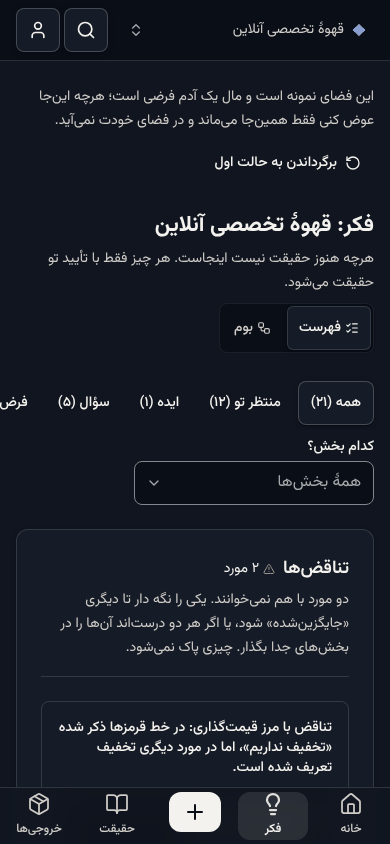 قهوهٔ تخصصی آنلاین
این فضای نمونه است و مال یک آدم فرضی است؛ هرچه این‌جا
عوض کنی فقط همین‌جا می‌ماند و در فضای خودت نمی‌آید.
برگرداندن به حالت اول
فکر: قهوهٔ تخصصی آنلاین
هرچه هنوز حقیقت نیست اینجاست. هر چیز فقط با تأیید تو
حقیقت می‌شود.
فهرست
بوم
همه (۲۱)
منتظر تو (۱۲)
ایده (۱)
سؤال (۵)
فرض
کدام بخش؟
همهٔ بخش‌ها
تناقض‌ها
۲ مورد
دو مورد با هم نمی‌خوانند. یکی را نگه دار تا دیگری
«جایگزین‌شده» شود، یا اگر هر دو درست‌اند آن‌ها را در
بخش‌های جدا بگذار. چیزی پاک نمی‌شود.
تناقض با مرز قیمت‌گذاری: در خط قرمزها ذکر شده
«تخفیف نداریم»، اما در مورد دیگری تخفیف
تعریف شده است.
خانه
فکر
حقیقت
خروجی‌ها